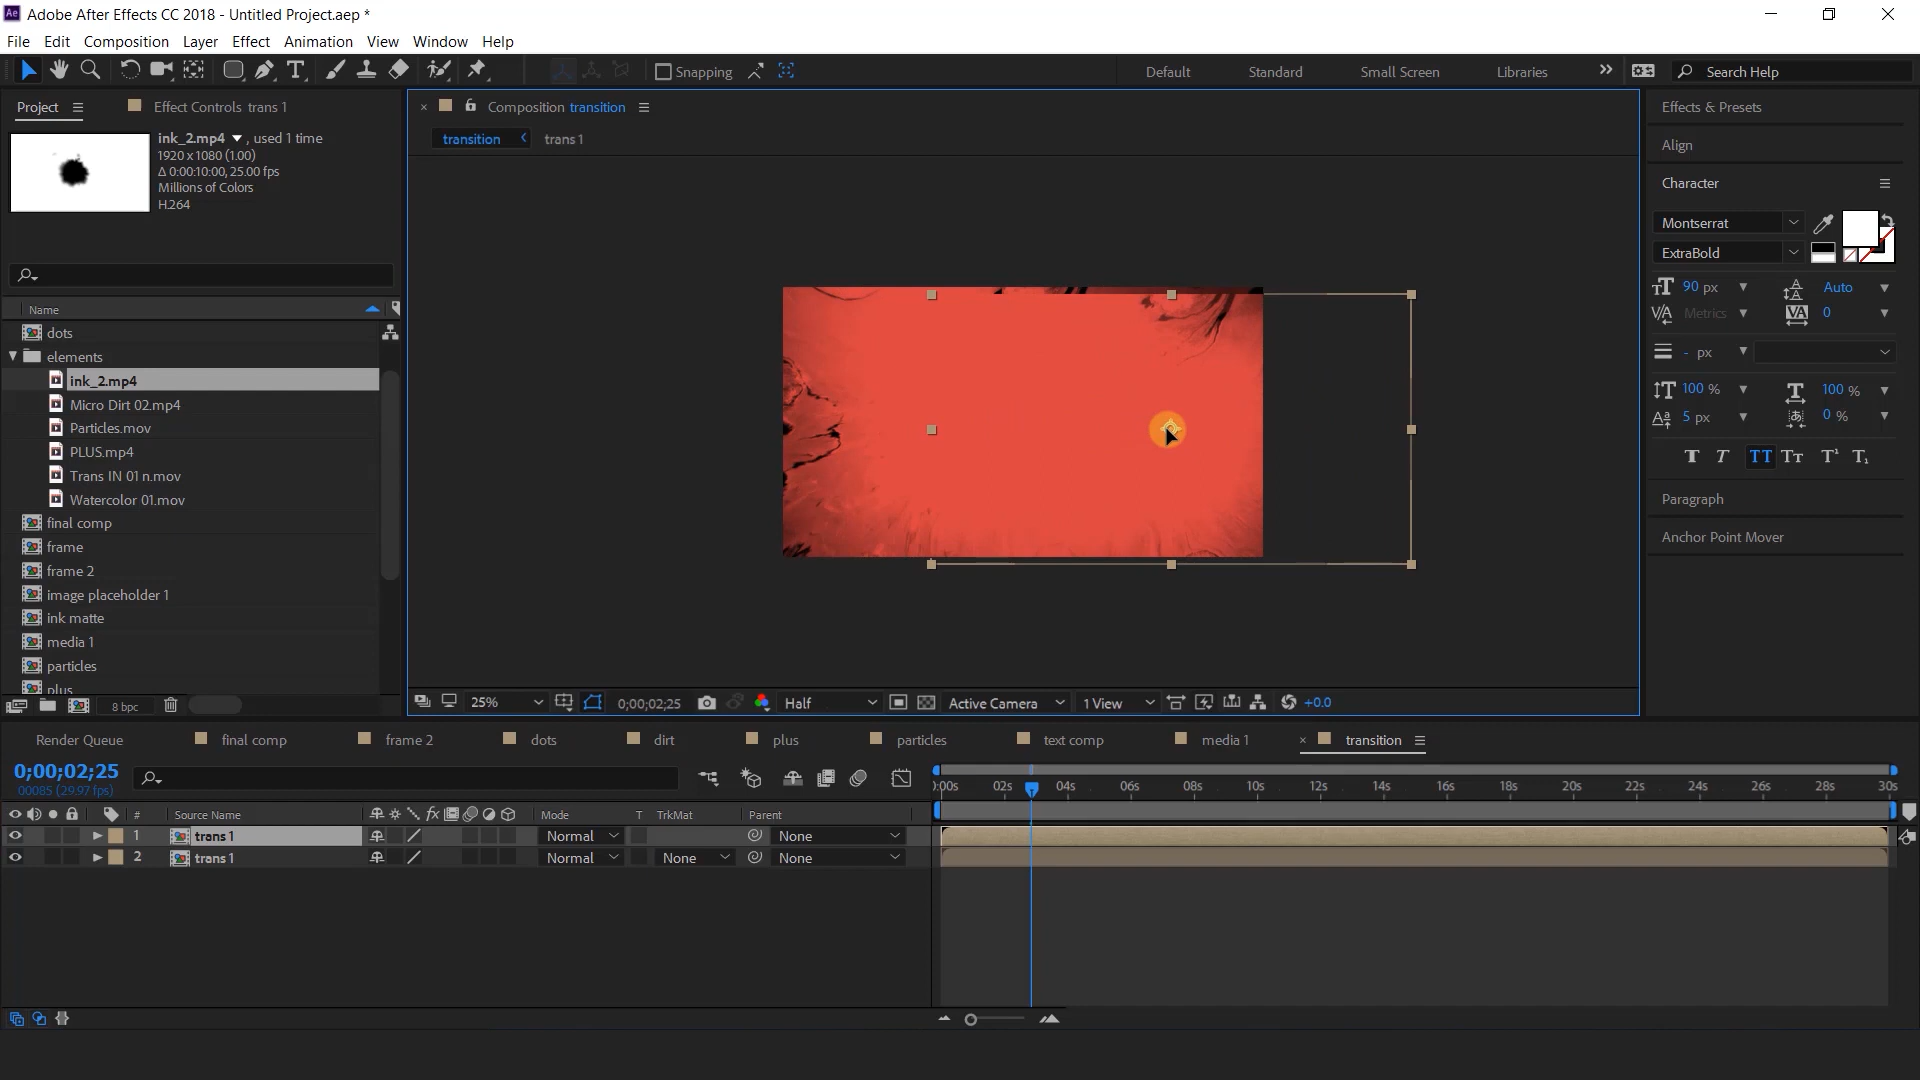 Ae Adobe After Effects CC 2018 - Untitled Project.aep *
File Edit Composition Layer Effect Animation View Window Help
Snapping Default Standard Small Screen Libraries Search Help
Project Effect Controls trans 1
ink_2.mp4 , used 1 time
1920 x 1080 (1.00)
Δ 0:00:10:00, 25.00 fps
Millions of Colors
H.264
Name
dots
elements
ink_2.mp4
Micro Dirt 02.mp4
Particles.mov
PLUS.mp4
Trans IN 01 n.mov
Watercolor 01.mov
final comp
frame
frame 2
image placeholder 1
ink matte
media 1
particles
plus
8 bpc
Composition transition
transition trans 1
25% 0;00;02;25 Half Active Camera 1 View +0.0
Effects & Presets
Align
Character
Montserrat
ExtraBold
90 px Auto
Metrics 0
- px
100 % 100 %
5 px 0 %
T T TT Tt T¹ T₁
Paragraph
Anchor Point Mover
Render Queue final comp frame 2 dots dirt plus particles text comp media 1 transition
0;00;02;25
00085 (29.97 fps)
):00s 02s 04s 06s 08s 10s 12s 14s 16s 18s 20s 22s 24s 26s 28s 30s
# Source Name fx Mode T TrkMat Parent
1 trans 1 Normal None
2 trans 1 Normal None None